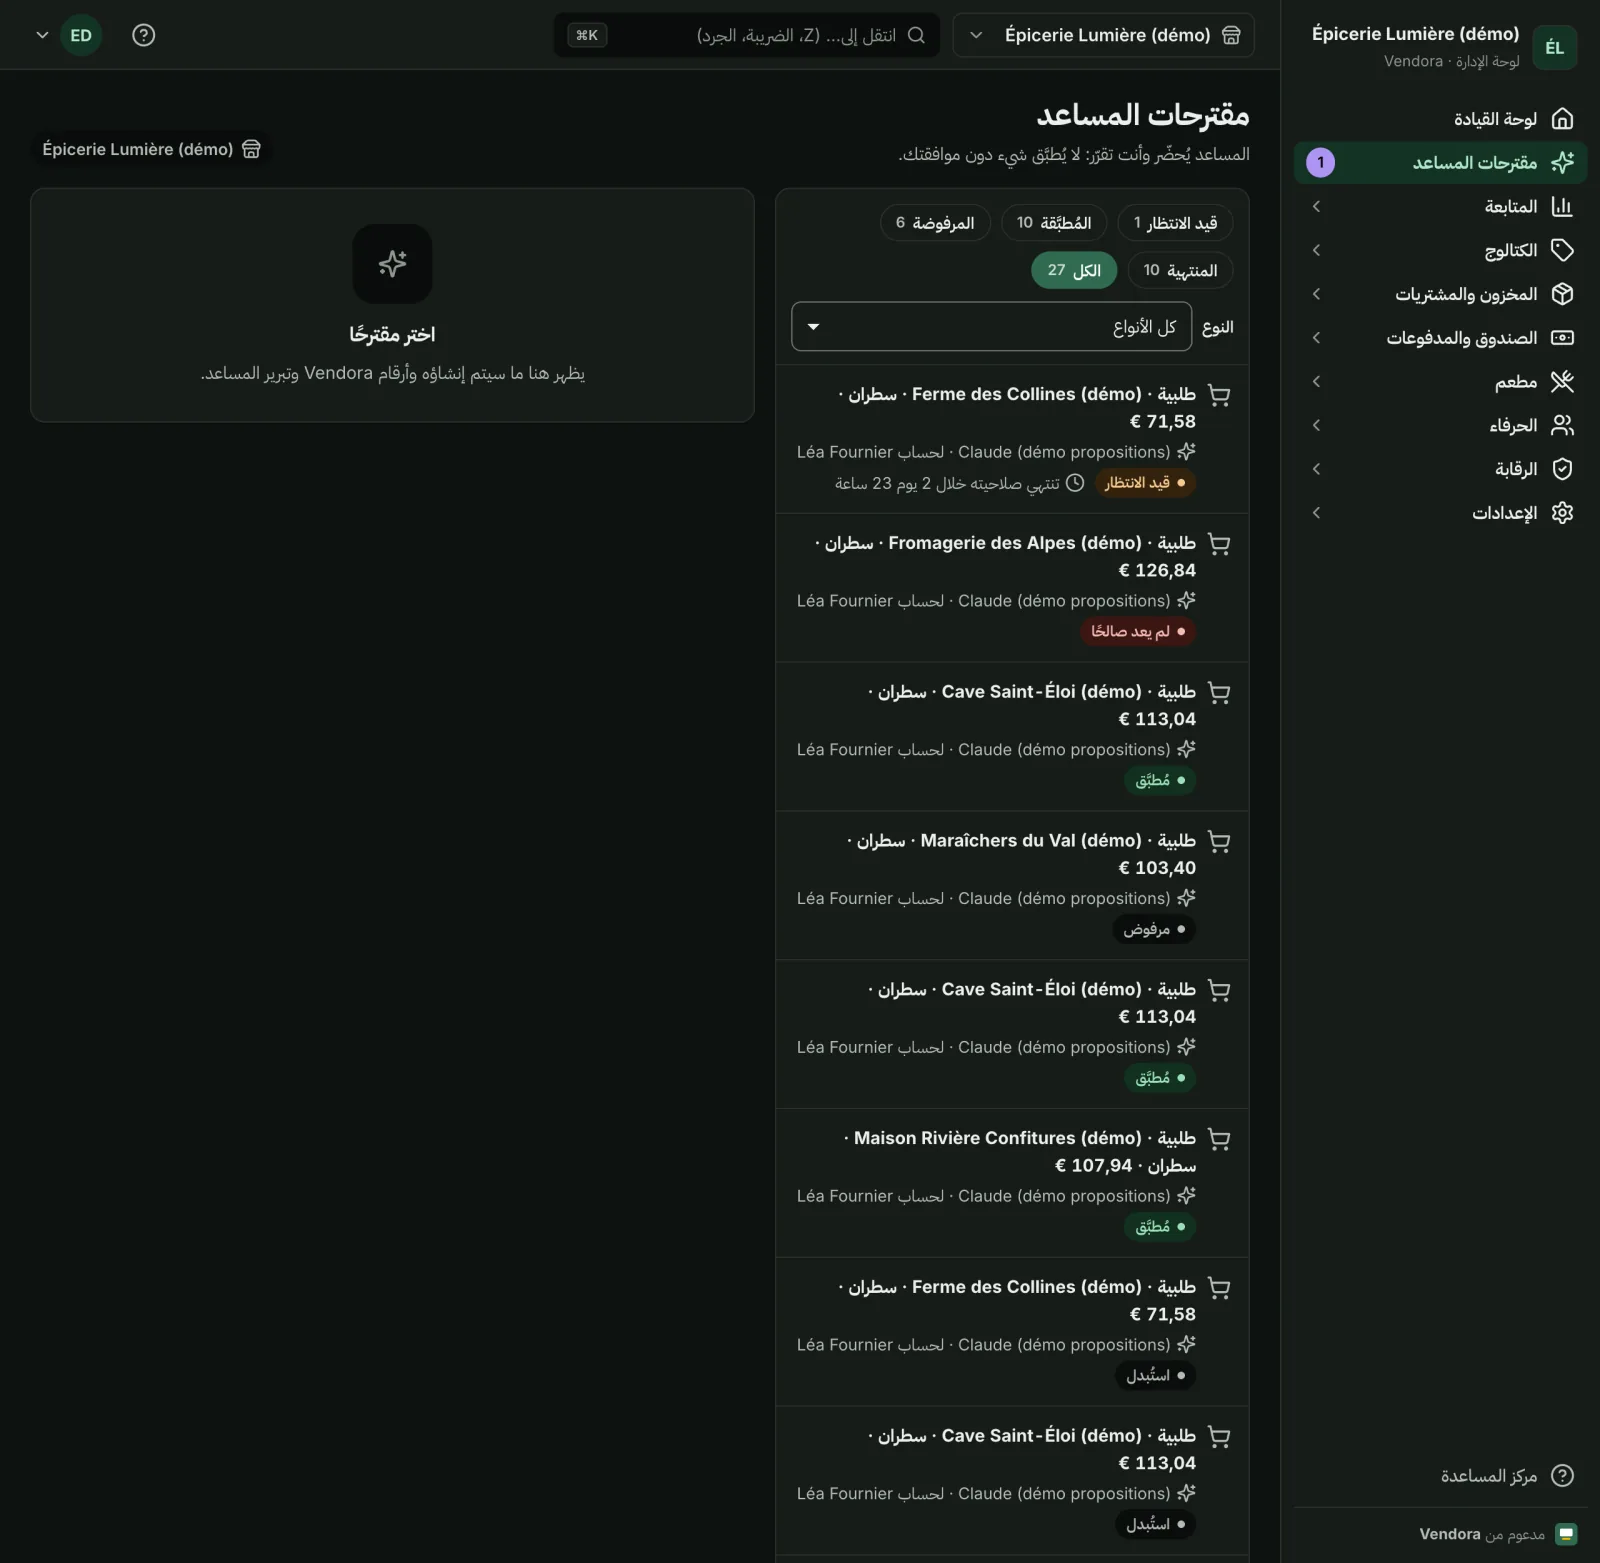 ÉL
Épicerie Lumière (démo)
لوحة الإدارة · Vendora
لوحة القيادة
مقترحات المساعد
1
المتابعة
الكتالوج
المخزون والمشتريات
الصندوق والمدفوعات
مطعم
الحرفاء
الرقابة
الإعدادات
مركز المساعدة
مدعوم من Vendora
Épicerie Lumière (démo)
انتقل إلى... (Z، الضريبة، الجرد)
⌘K
ED
مقترحات المساعد
المساعد يُحضّر وأنت تقرّر: لا يُطبَّق شيء دون موافقتك.
Épicerie Lumière (démo)
قيد الانتظار 1
المُطبَّقة 10
المرفوضة 6
المنتهية 10
الكل 27
النوع
كل الأنواع
طلبية · Ferme des Collines (démo) · سطران ·
71,58 €
Claude (démo propositions) · لحساب Léa Fournier
قيد الانتظار
تنتهي صلاحيته خلال 2 يوم 23 ساعة
طلبية · Fromagerie des Alpes (démo) · سطران ·
126,84 €
Claude (démo propositions) · لحساب Léa Fournier
لم يعد صالحًا
طلبية · Cave Saint-Éloi (démo) · سطران ·
113,04 €
Claude (démo propositions) · لحساب Léa Fournier
مُطبَّق
طلبية · Maraîchers du Val (démo) · سطران ·
103,40 €
Claude (démo propositions) · لحساب Léa Fournier
مرفوض
طلبية · Cave Saint-Éloi (démo) · سطران ·
113,04 €
Claude (démo propositions) · لحساب Léa Fournier
مُطبَّق
طلبية · Maison Rivière Confitures (démo) ·
سطران · 107,94 €
Claude (démo propositions) · لحساب Léa Fournier
مُطبَّق
طلبية · Ferme des Collines (démo) · سطران ·
71,58 €
Claude (démo propositions) · لحساب Léa Fournier
استُبدل
طلبية · Cave Saint-Éloi (démo) · سطران ·
113,04 €
Claude (démo propositions) · لحساب Léa Fournier
استُبدل
اختر مقترحًا
يظهر هنا ما سيتم إنشاؤه وأرقام Vendora وتبرير المساعد.